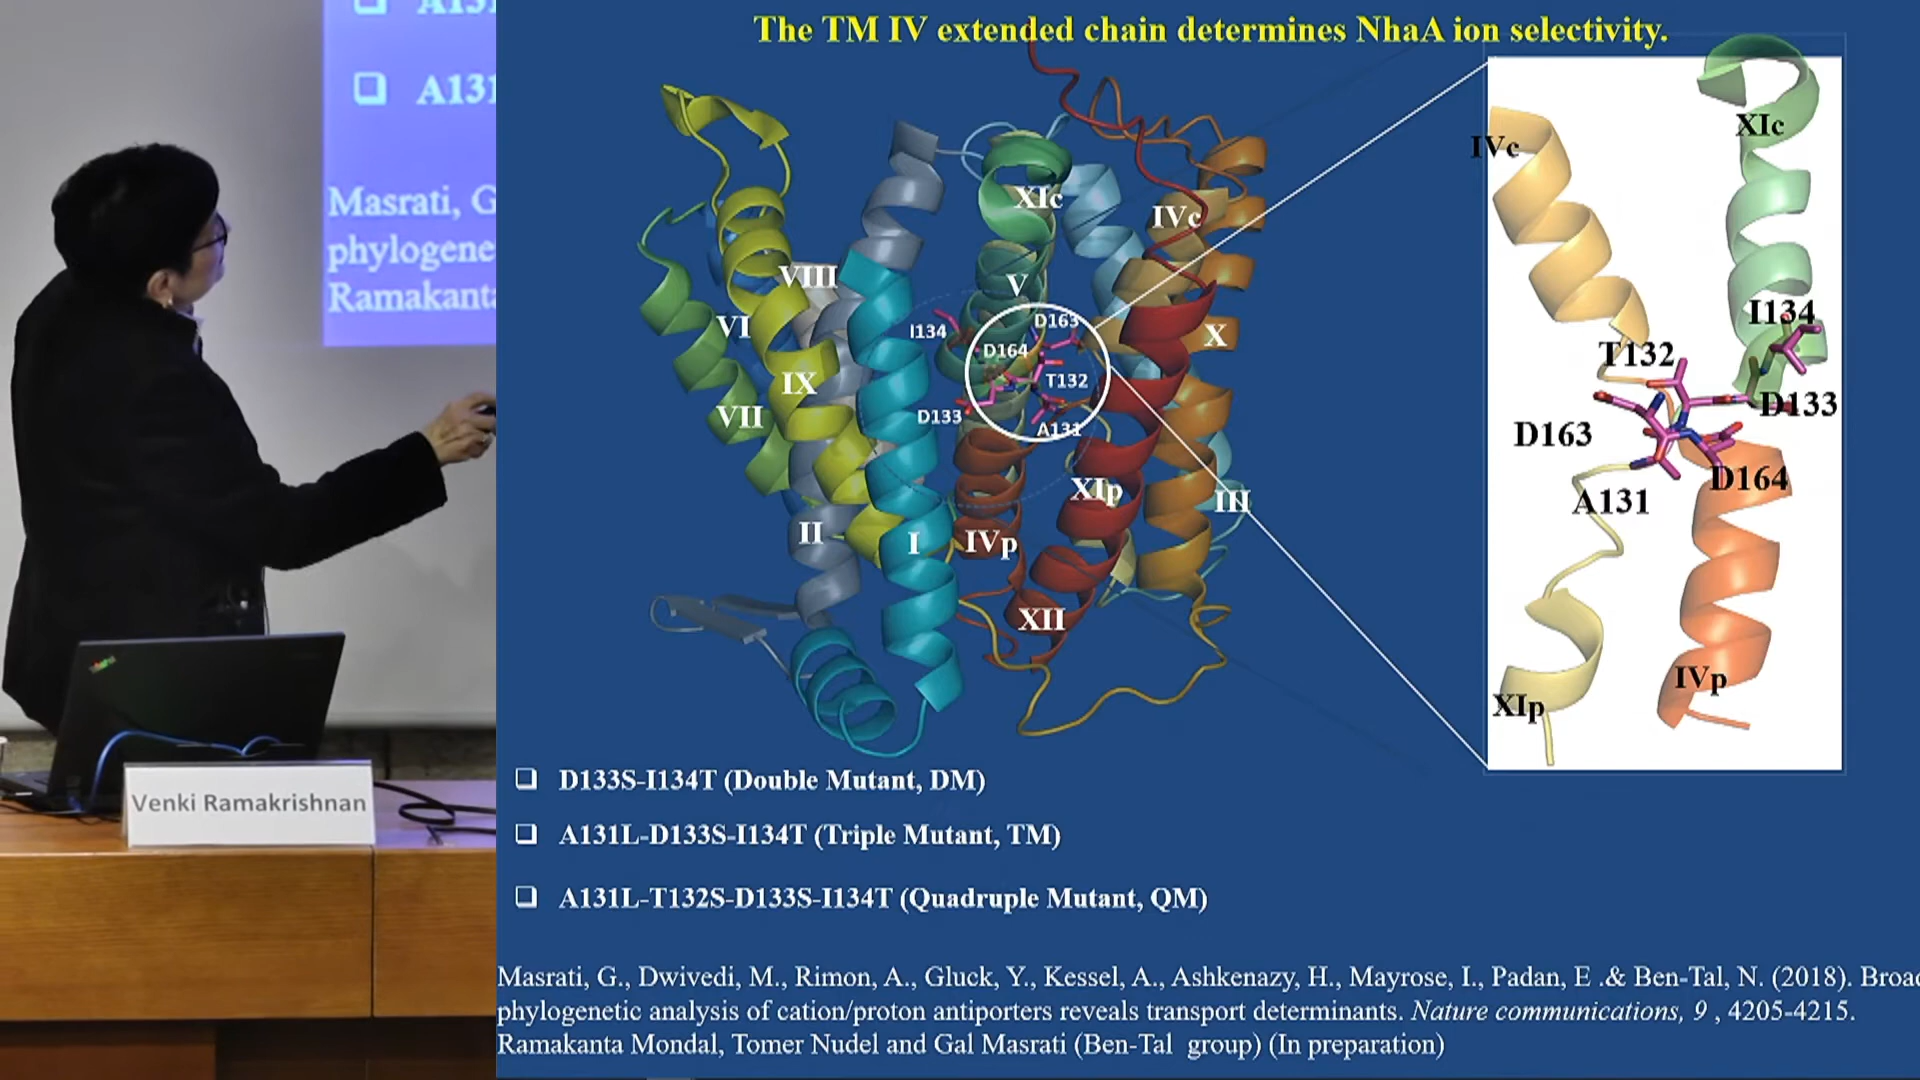 The TM IV extended chain determines NhaA ion selectivity.
A131
Masrati, G
phylogene
Ramakanta
Venki Ramakrishnan
XIc
IVc
VIII
V
VI
I134
D163
D164
X
IX
T132
VII
D133
A131
XIp
III
II
I
IVp
XII
XIc
IVc
I134
T132
D133
D163
D164
A131
IVp
XIp
❑ D133S-I134T (Double Mutant, DM)
❑ A131L-D133S-I134T (Triple Mutant, TM)
❑ A131L-T132S-D133S-I134T (Quadruple Mutant, QM)
Masrati, G., Dwivedi, M., Rimon, A., Gluck, Y., Kessel, A., Ashkenazy, H., Mayrose, I., Padan, E .& Ben-Tal, N. (2018). Broad
phylogenetic analysis of cation/proton antiporters reveals transport determinants. Nature communications, 9 , 4205-4215.
Ramakanta Mondal, Tomer Nudel and Gal Masrati (Ben-Tal group) (In preparation)